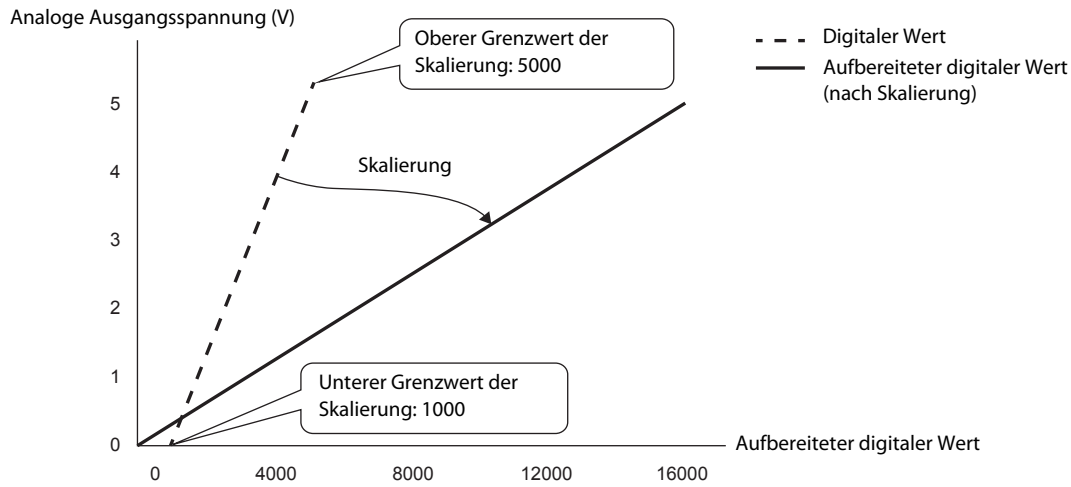 Analoge Ausgangsspannung (V)
Oberer Grenzwert der
Skalierung: 5000
Digitaler Wert
Aufbereiteter digitaler Wert
(nach Skalierung)
5
4
3
2
1
0
Skalierung
Unterer Grenzwert der
Skalierung: 1000
Aufbereiteter digitaler Wert
0 4000 8000 12000 16000